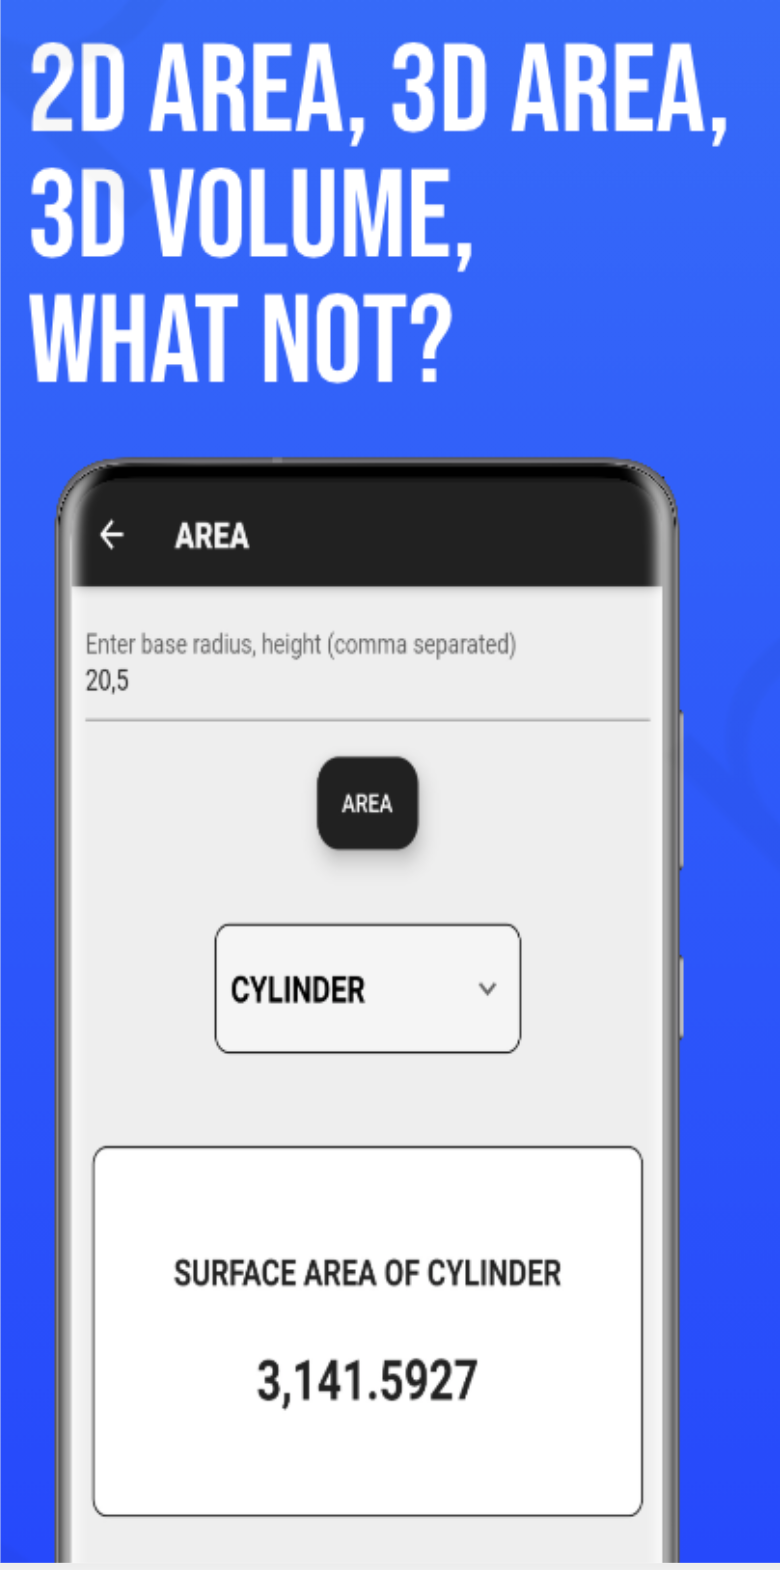 2D AREA, 3D AREA,
3D VOLUME,
WHAT NOT?
AREA
Enter base radius, height (comma separated)
20,5
AREA
CYLINDER
SURFACE AREA OF CYLINDER
3,141.5927